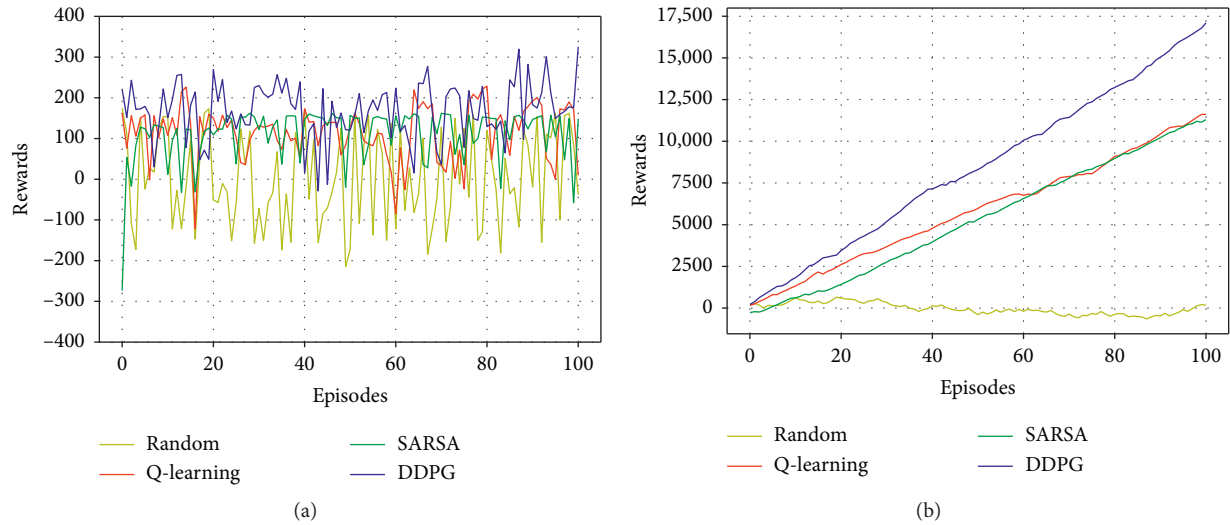 400
300
200
100
0
−100
−200
−300
−400
Rewards
0
20
40
60
80
100
Episodes
Random
SARSA
Q-learning
DDPG
(a)
17,500
15,000
12,500
10,000
7500
5000
2500
0
Rewards
0
20
40
60
80
100
Episodes
Random
SARSA
Q-learning
DDPG
(b)